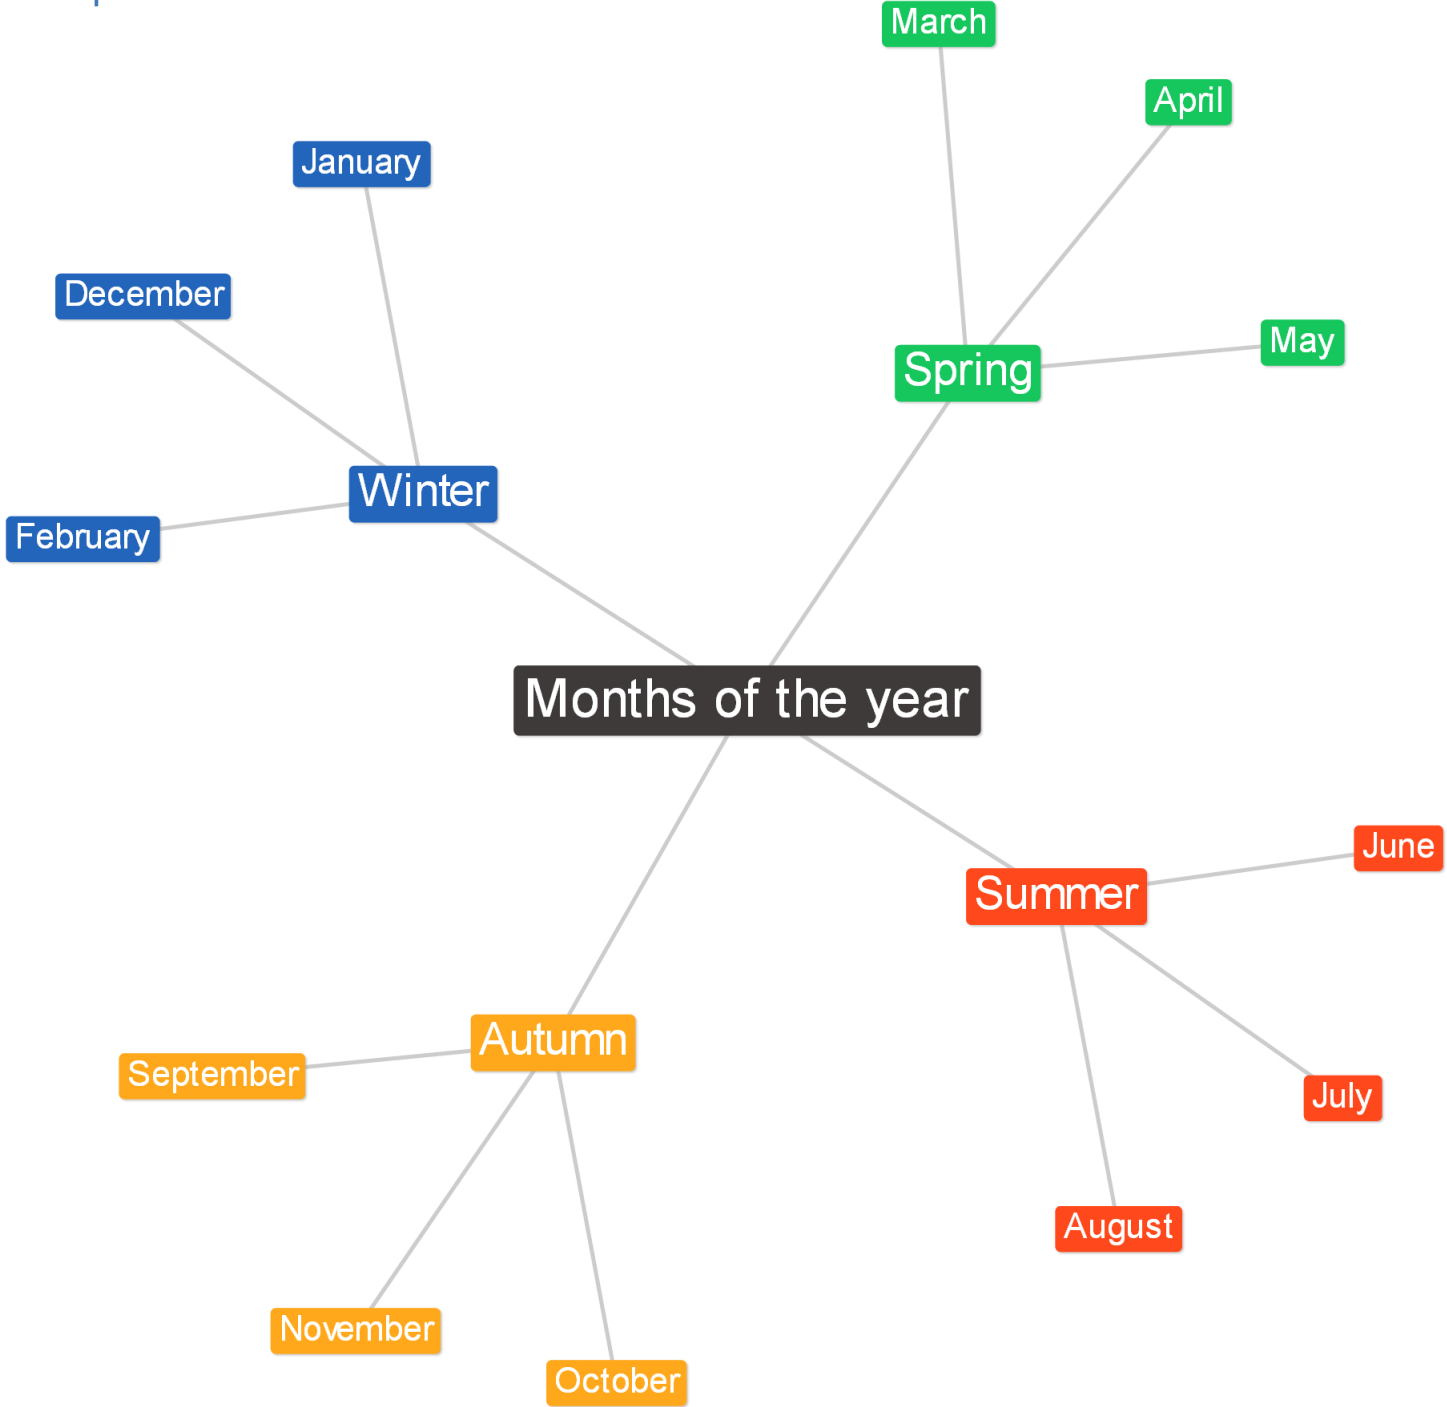 March
April
January
December
May
Spring
Winter
February
Months of the year
June
Summer
Autumn
September
July
August
November
October